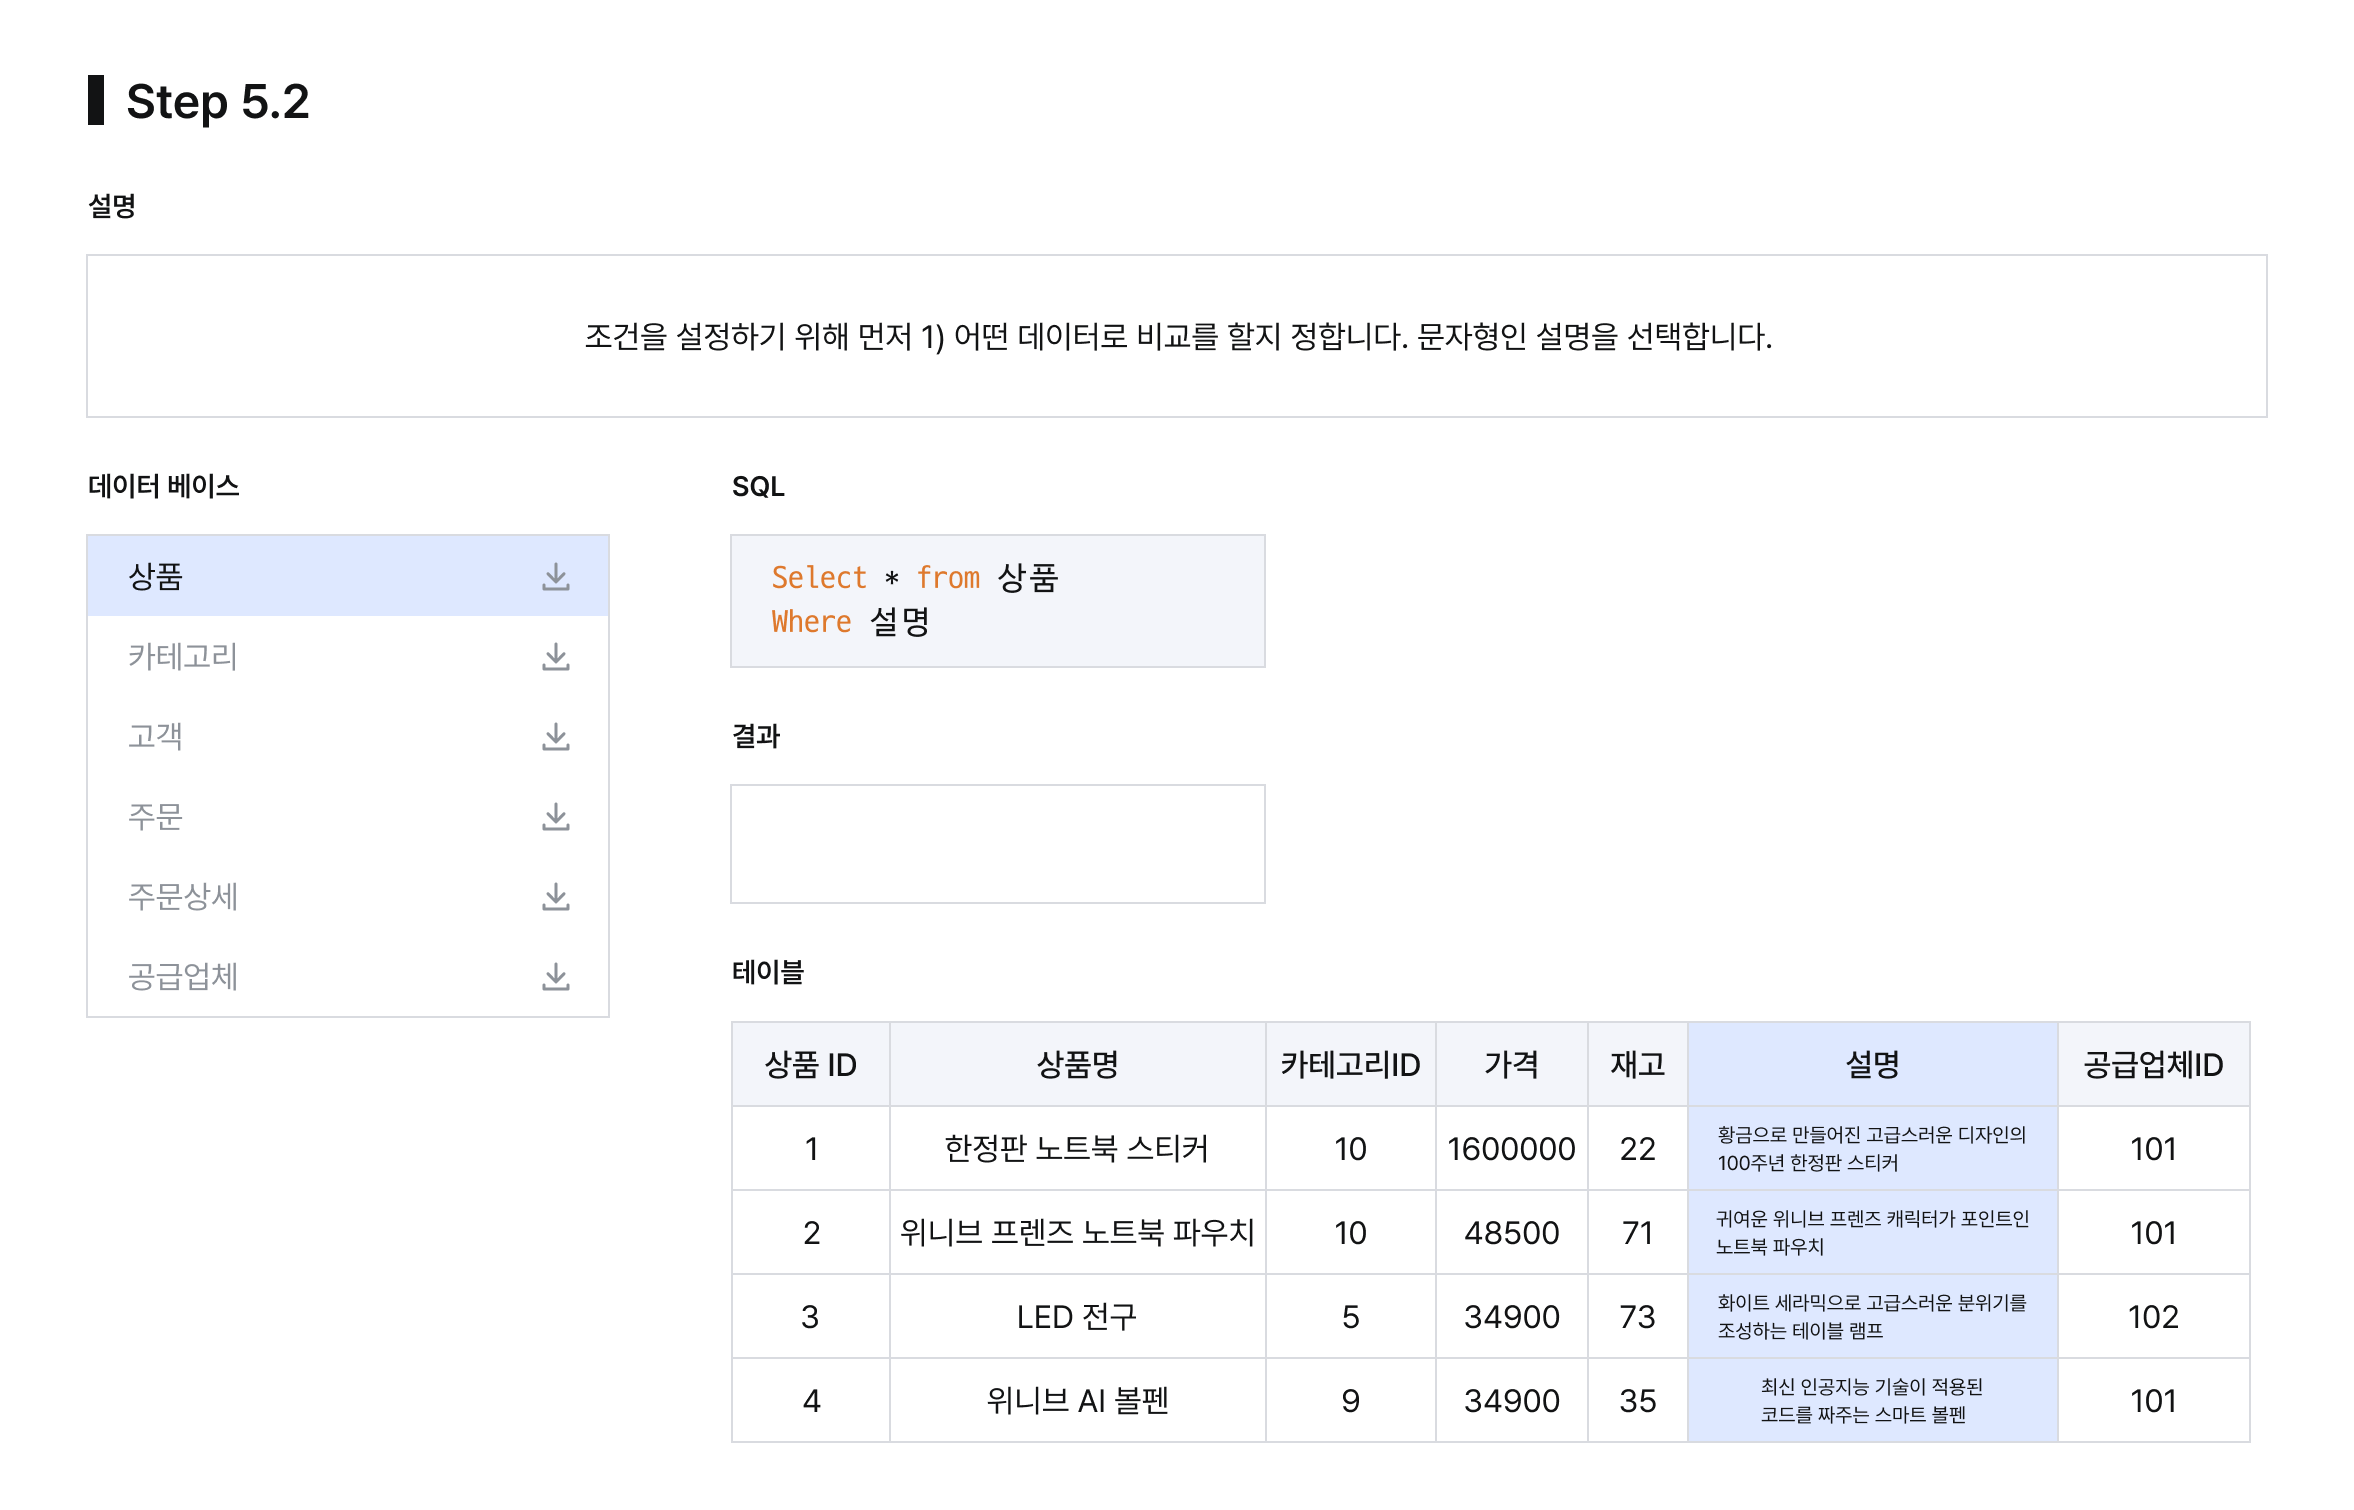 Step 5.2
설명
조건을 설정하기 위해 먼저 1) 어떤 데이터로 비교를 할지 정합니다. 문자형인 설명을 선택합니다.
데이터 베이스
상품
카테고리
고객
주문
주문상세
공급업체
SQL
Select * from 상품
Where 설명
결과
테이블
상품 ID 상품명 카테고리ID 가격 재고 설명 공급업체ID
1 한정판 노트북 스티커 10 1600000 22 황금으로 만들어진 고급스러운 디자인의
100주년 한정판 스티커 101
2 위니브 프렌즈 노트북 파우치 10 48500 71 귀여운 위니브 프렌즈 캐릭터가 포인트인
노트북 파우치 101
3 LED 전구 5 34900 73 화이트 세라믹으로 고급스러운 분위기를
조성하는 테이블 램프 102
4 위니브 AI 볼펜 9 34900 35 최신 인공지능 기술이 적용된
코드를 짜주는 스마트 볼펜 101